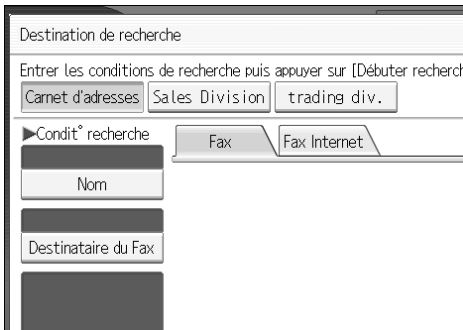 Destination de recherche
Entrer les conditions de recherche puis appuyer sur [Débuter recherch
Carnet d'adresses Sales Division trading div.
▶Condit° recherche
Fax Fax Internet
Nom
Destinataire du Fax